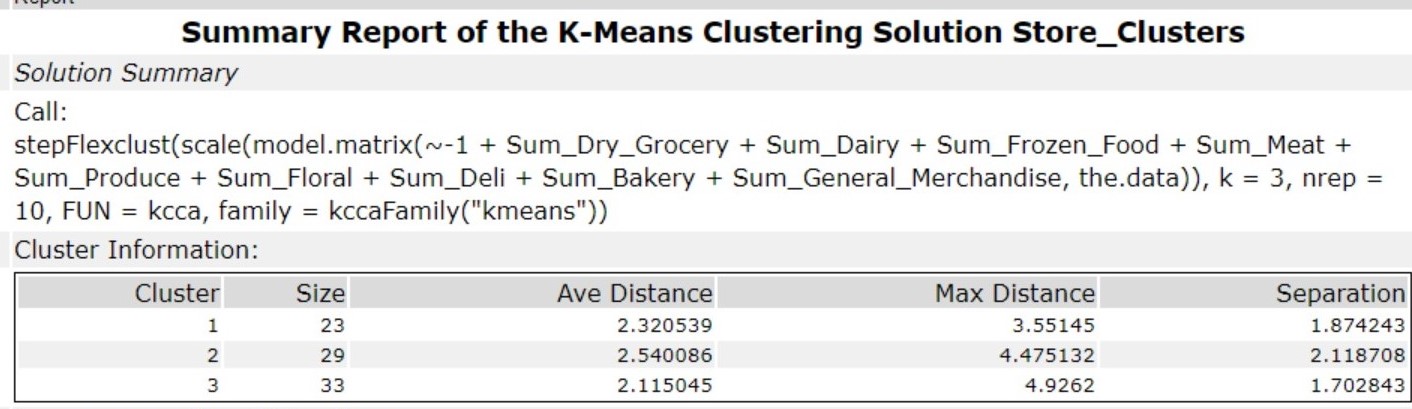 Report
Summary Report of the K-Means Clustering Solution Store_Clusters
Solution Summary
Call:
stepFlexclust(scale(model.matrix(~-1 + Sum_Dry_Grocery + Sum_Dairy + Sum_Frozen_Food + Sum_Meat +
Sum_Produce + Sum_Floral + Sum_Deli + Sum_Bakery + Sum_General_Merchandise, the.data)), k = 3, nrep =
10, FUN = kcca, family = kccaFamily("kmeans"))
Cluster Information:
Cluster Size Ave Distance Max Distance Separation
1 23 2.320539 3.55145 1.874243
2 29 2.540086 4.475132 2.118708
3 33 2.115045 4.9262 1.702843